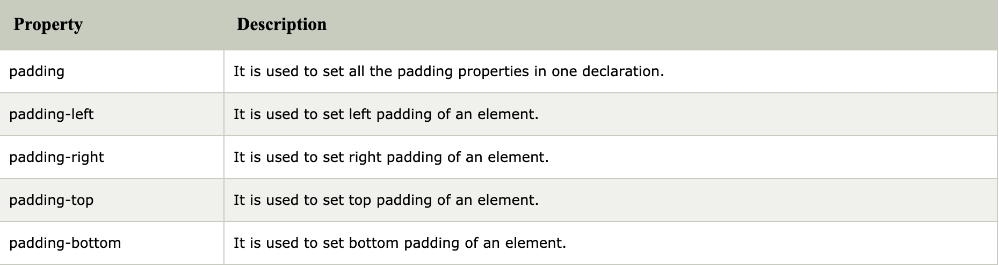 Property Description
padding It is used to set all the padding properties in one declaration.
padding-left It is used to set left padding of an element.
padding-right It is used to set right padding of an element.
padding-top It is used to set top padding of an element.
padding-bottom It is used to set bottom padding of an element.